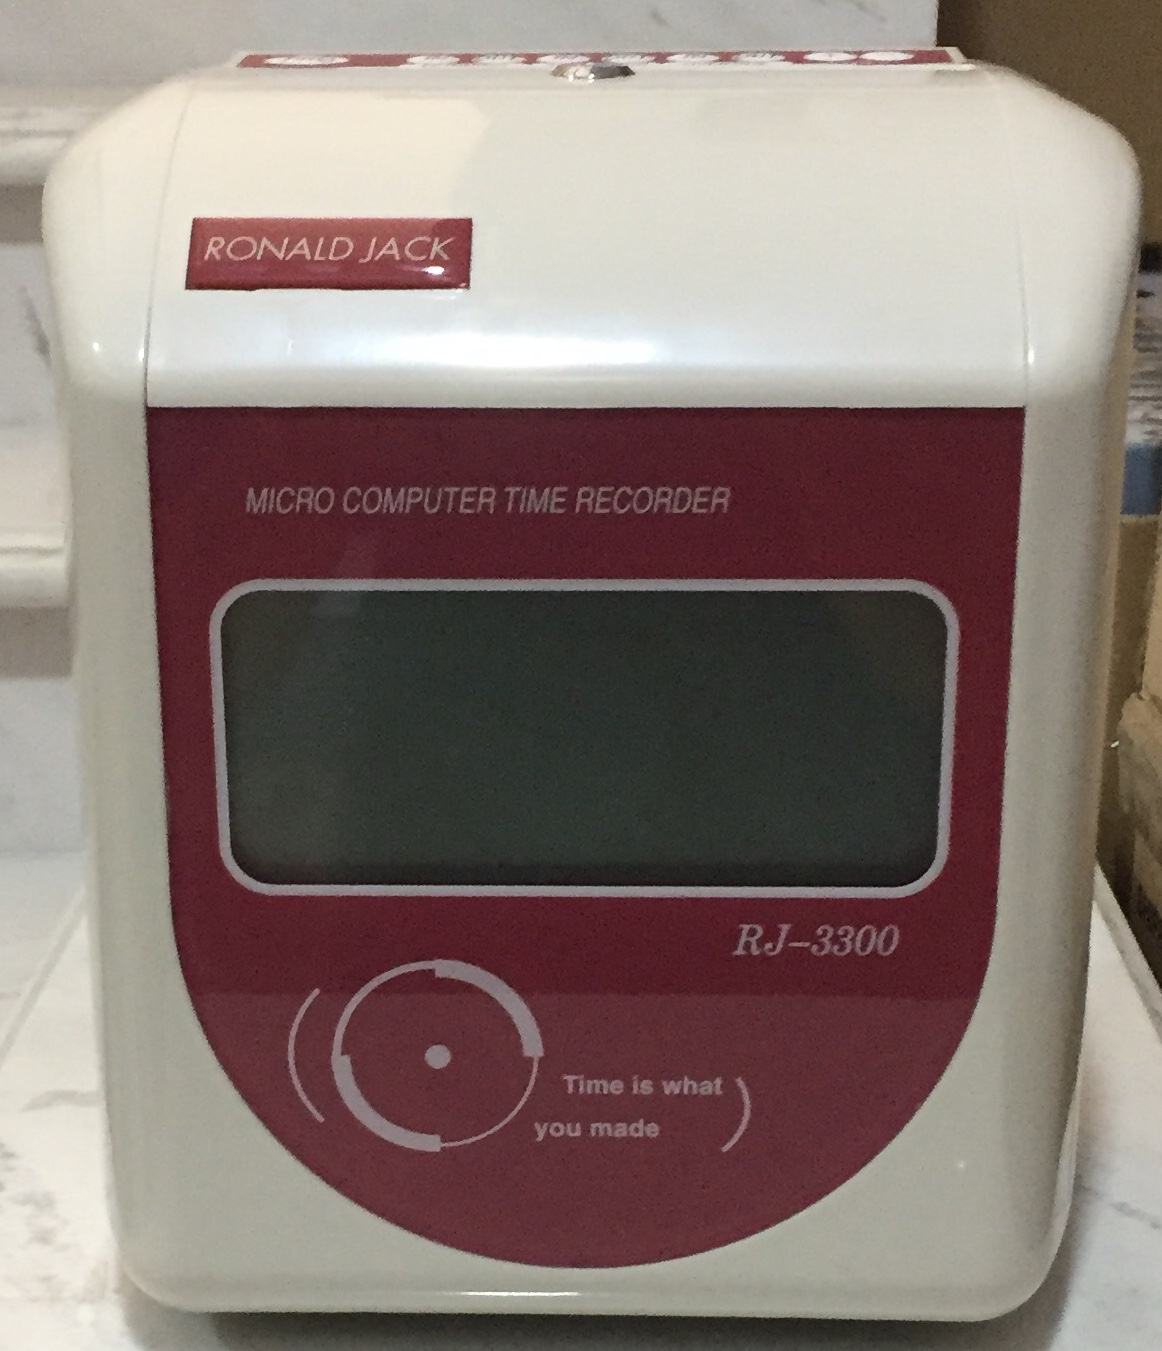 RONALD JACK
MICRO COMPUTER TIME RECORDER
RJ-3300
Time is what
you made